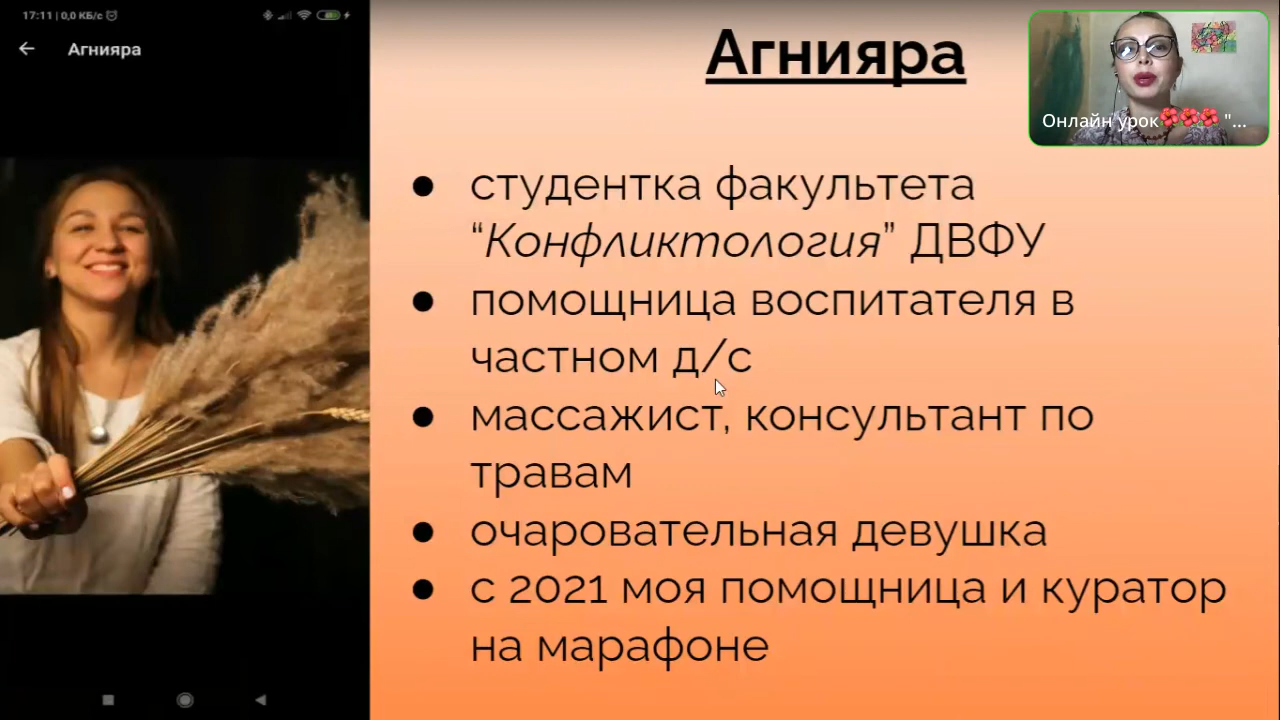 17:11 | 0,0 КБ/с
Агнияра
Агнияра
Онлайн урок🌺🌺🌺 "...
● студентка факультета
“Конфликтология” ДВФУ
● помощница воспитателя в
частном д/с
● массажист, консультант по
травам
● очаровательная девушка
● с 2021 моя помощница и куратор
на марафоне